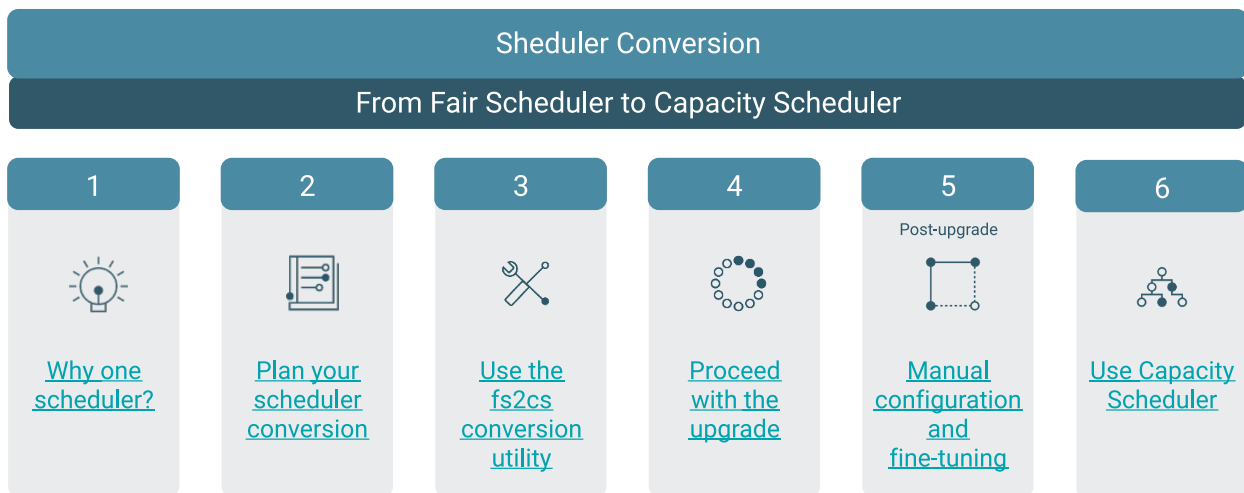 Sheduler Conversion
From Fair Scheduler to Capacity Scheduler
1
Why one
scheduler?
2
Plan your
scheduler
conversion
3
Use the
fs2cs
conversion
utility
4
Proceed
with the
upgrade
5
Post-upgrade
Manual
configuration
and
fine-tuning
6
Use Capacity
Scheduler